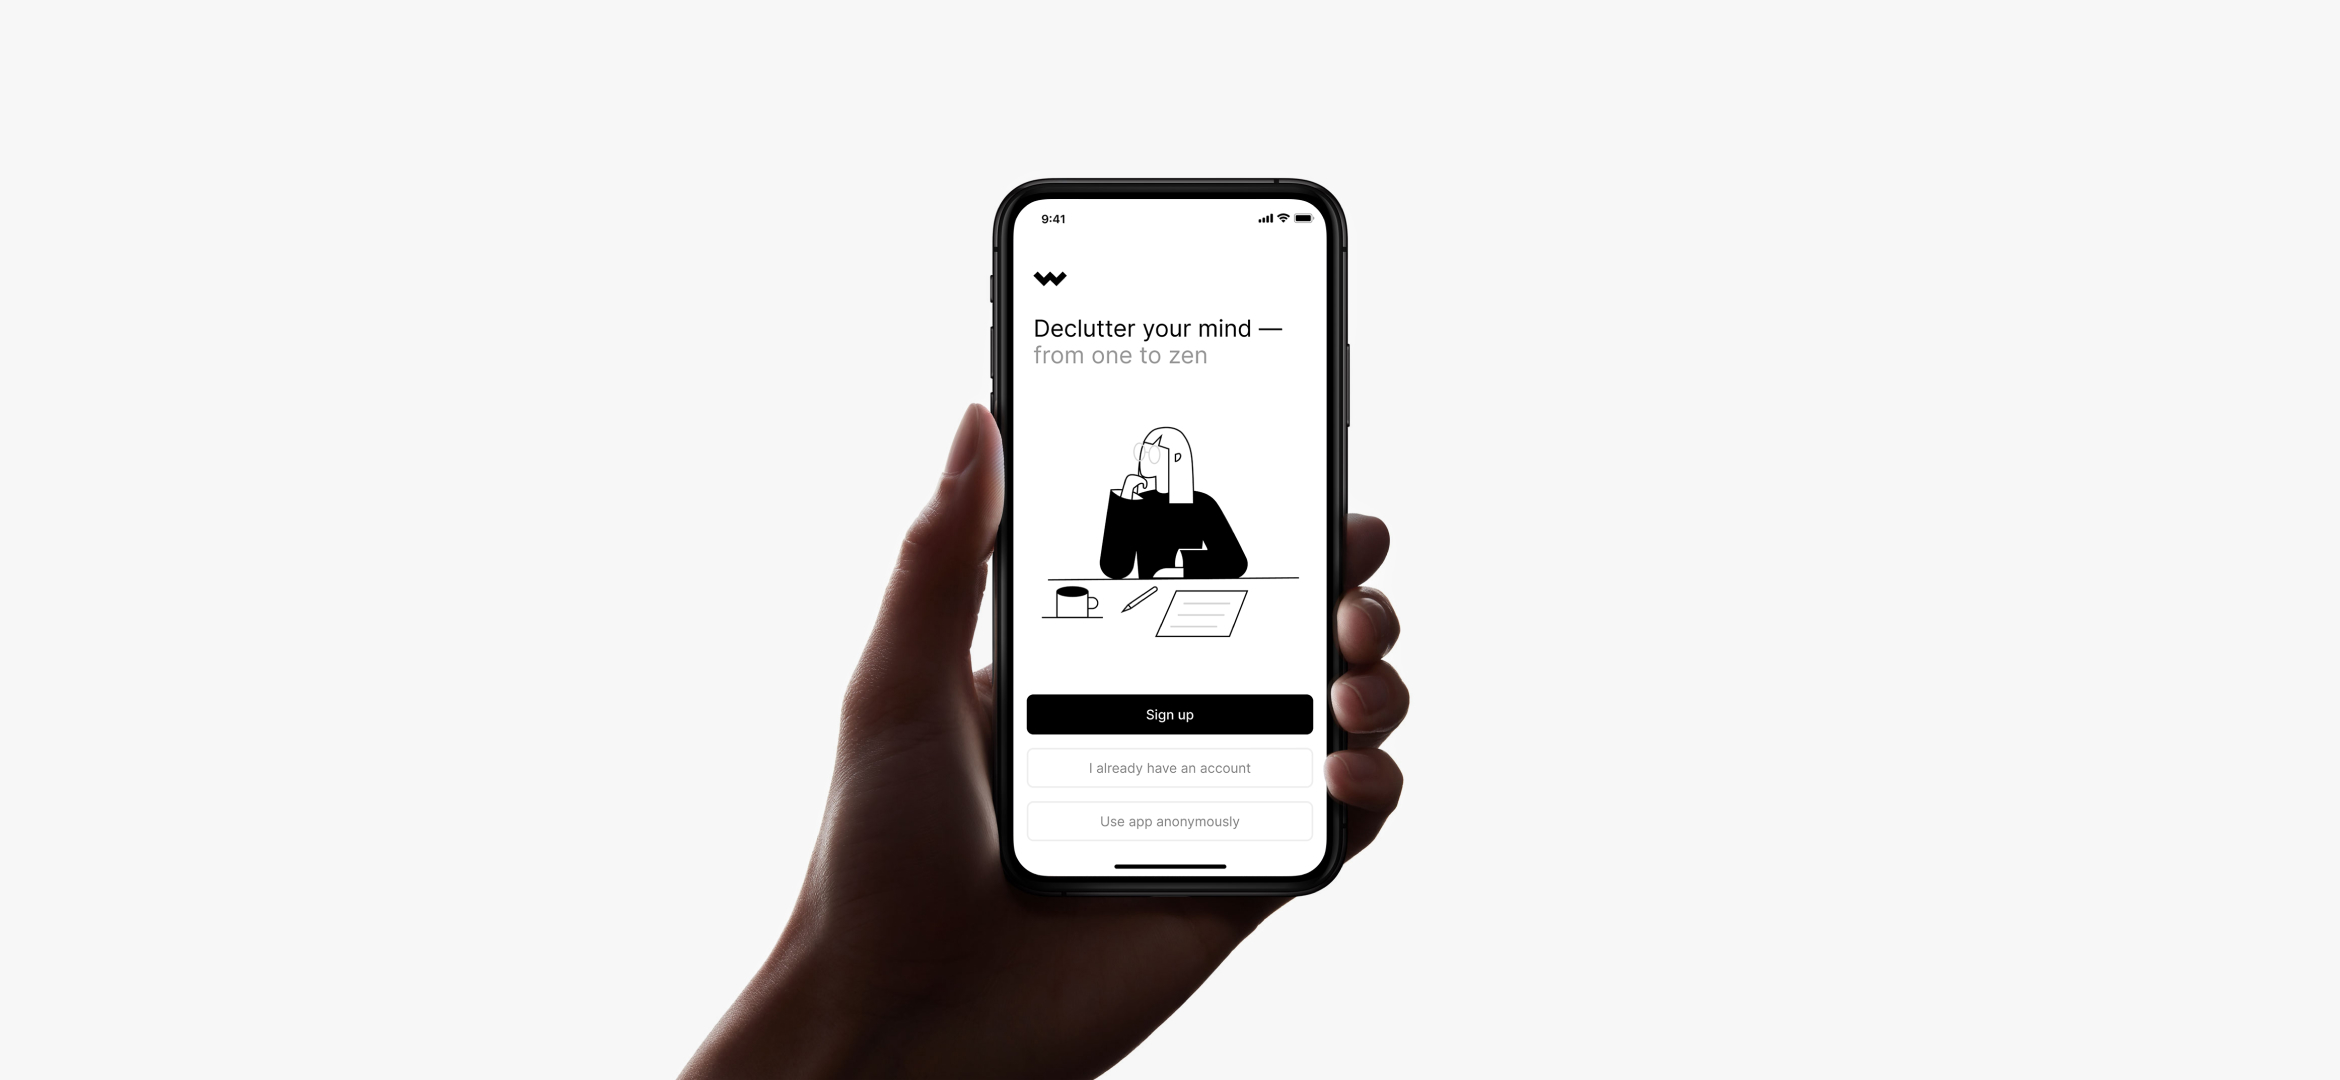 9:41
Declutter your mind —
from one to zen
Sign up
I already have an account
Use app anonymously